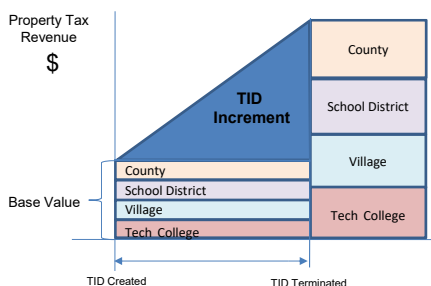 Property Tax
Revenue
$
TID
Increment
County
School District
Village
Tech College
County
School District
Village
Tech College
Base Value
TID Created
TID Terminated